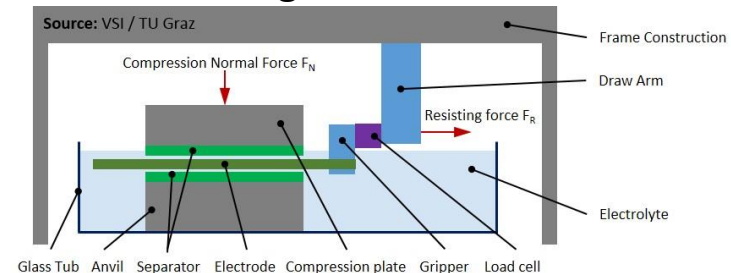 Source: VSI / TU Graz
Frame Construction
Compression Normal Force FN
Draw Arm
Resisting force FR
Electrolyte
Glass Tub Anvil Separator Electrode Compression plate Gripper Load cell